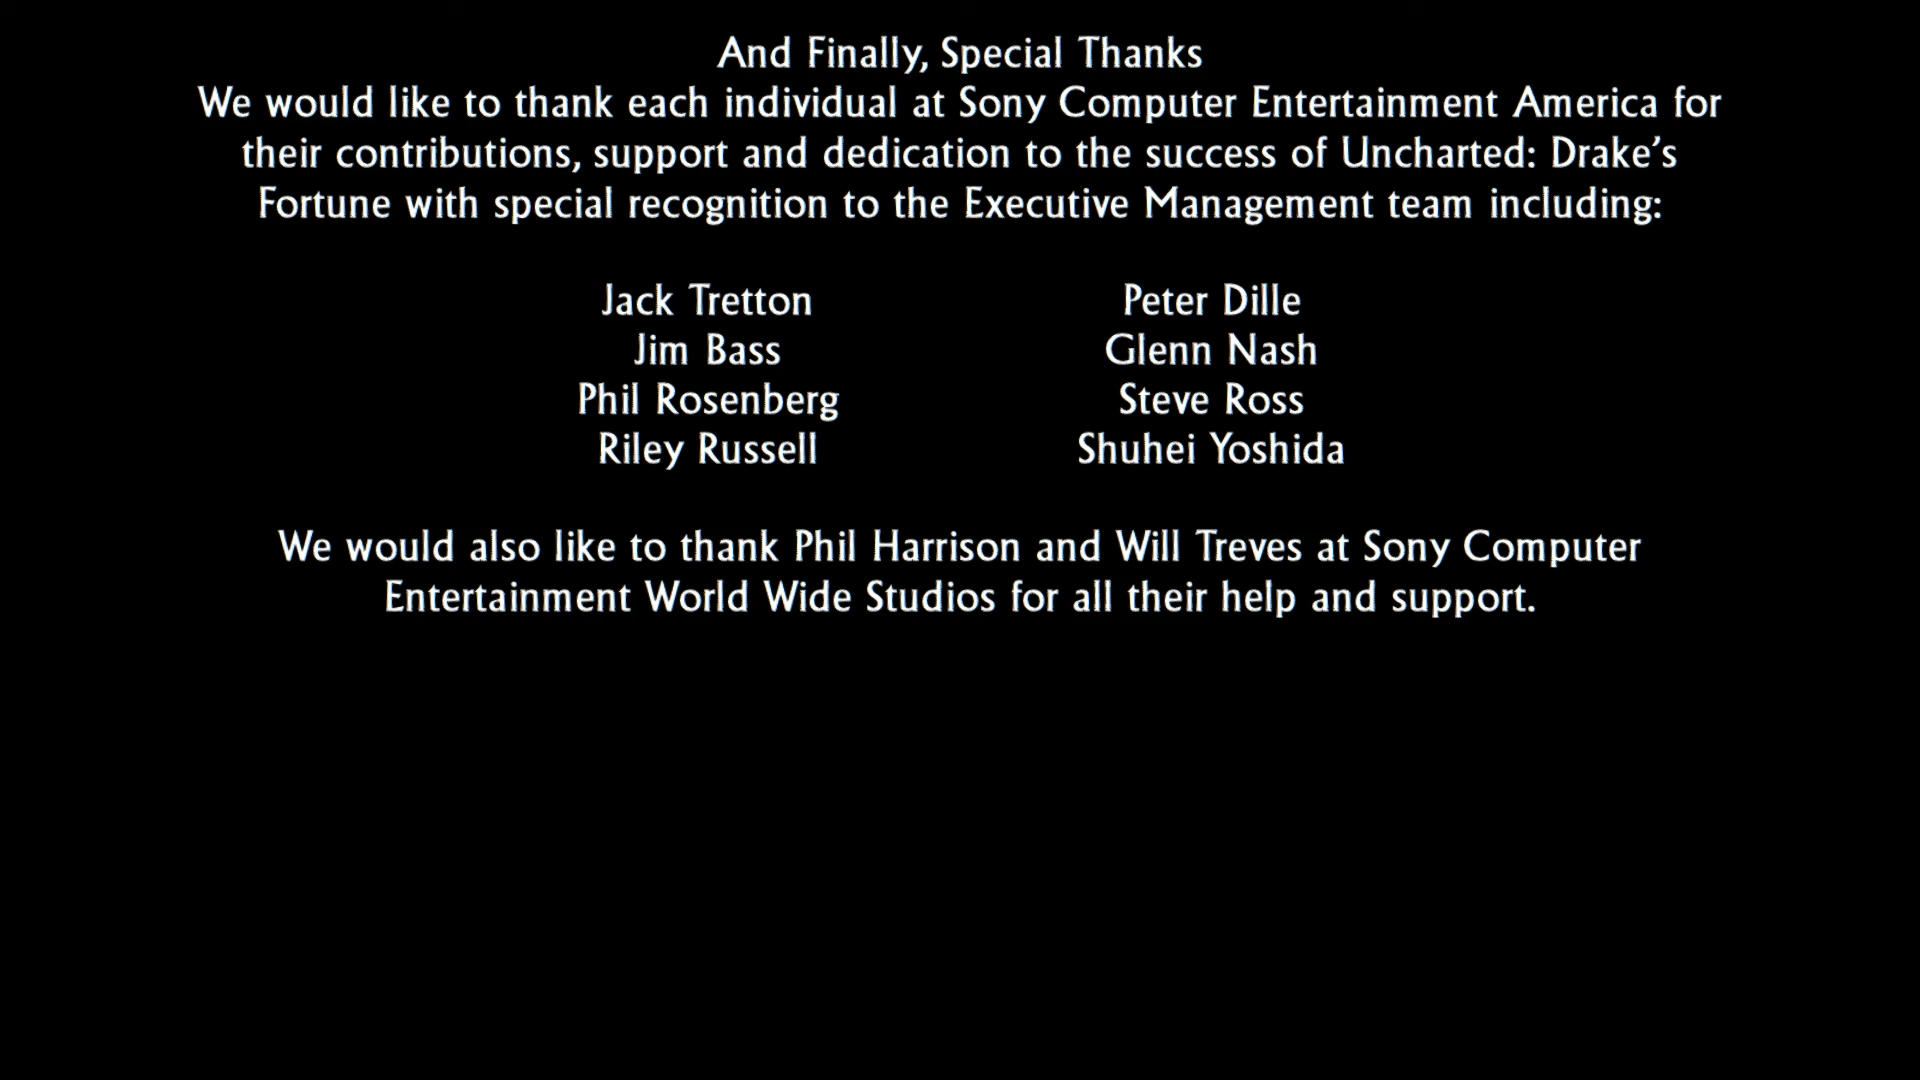 And Finally, Special Thanks
We would like to thank each individual at Sony Computer Entertainment America for
their contributions, support and dedication to the success of Uncharted: Drake’s
Fortune with special recognition to the Executive Management team including:
Jack Tretton Peter Dille
Jim Bass Glenn Nash
Phil Rosenberg Steve Ross
Riley Russell Shuhei Yoshida
We would also like to thank Phil Harrison and Will Treves at Sony Computer
Entertainment World Wide Studios for all their help and support.